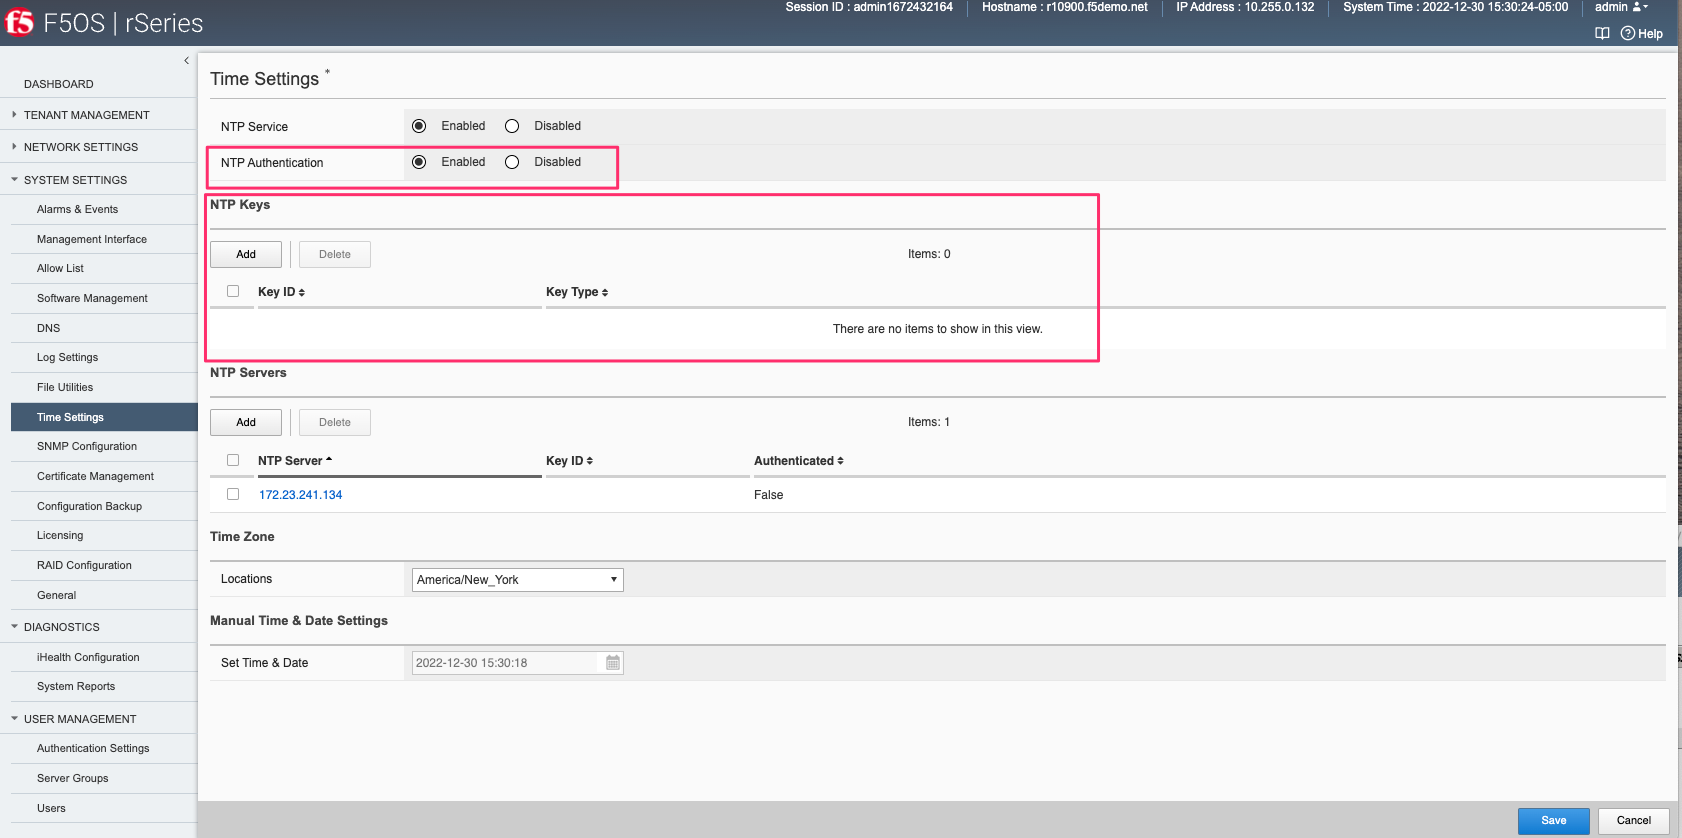 f5 F5OS | rSeries
Session ID : admin1672432164 Hostname : r10900.f5demo.net IP Address : 10.255.0.132 System Time : 2022-12-30 15:30:24-05:00 admin
Help
DASHBOARD
TENANT MANAGEMENT
NETWORK SETTINGS
SYSTEM SETTINGS
Alarms & Events
Management Interface
Allow List
Software Management
DNS
Log Settings
File Utilities
Time Settings
SNMP Configuration
Certificate Management
Configuration Backup
Licensing
RAID Configuration
General
DIAGNOSTICS
iHealth Configuration
System Reports
USER MANAGEMENT
Authentication Settings
Server Groups
Users
Time Settings *
NTP Service Enabled Disabled
NTP Authentication Enabled Disabled
NTP Keys
Add Delete Items: 0
Key ID Key Type
There are no items to show in this view.
NTP Servers
Add Delete Items: 1
NTP Server Key ID Authenticated
172.23.241.134 False
Time Zone
Locations America/New_York
Manual Time & Date Settings
Set Time & Date 2022-12-30 15:30:18
Save Cancel